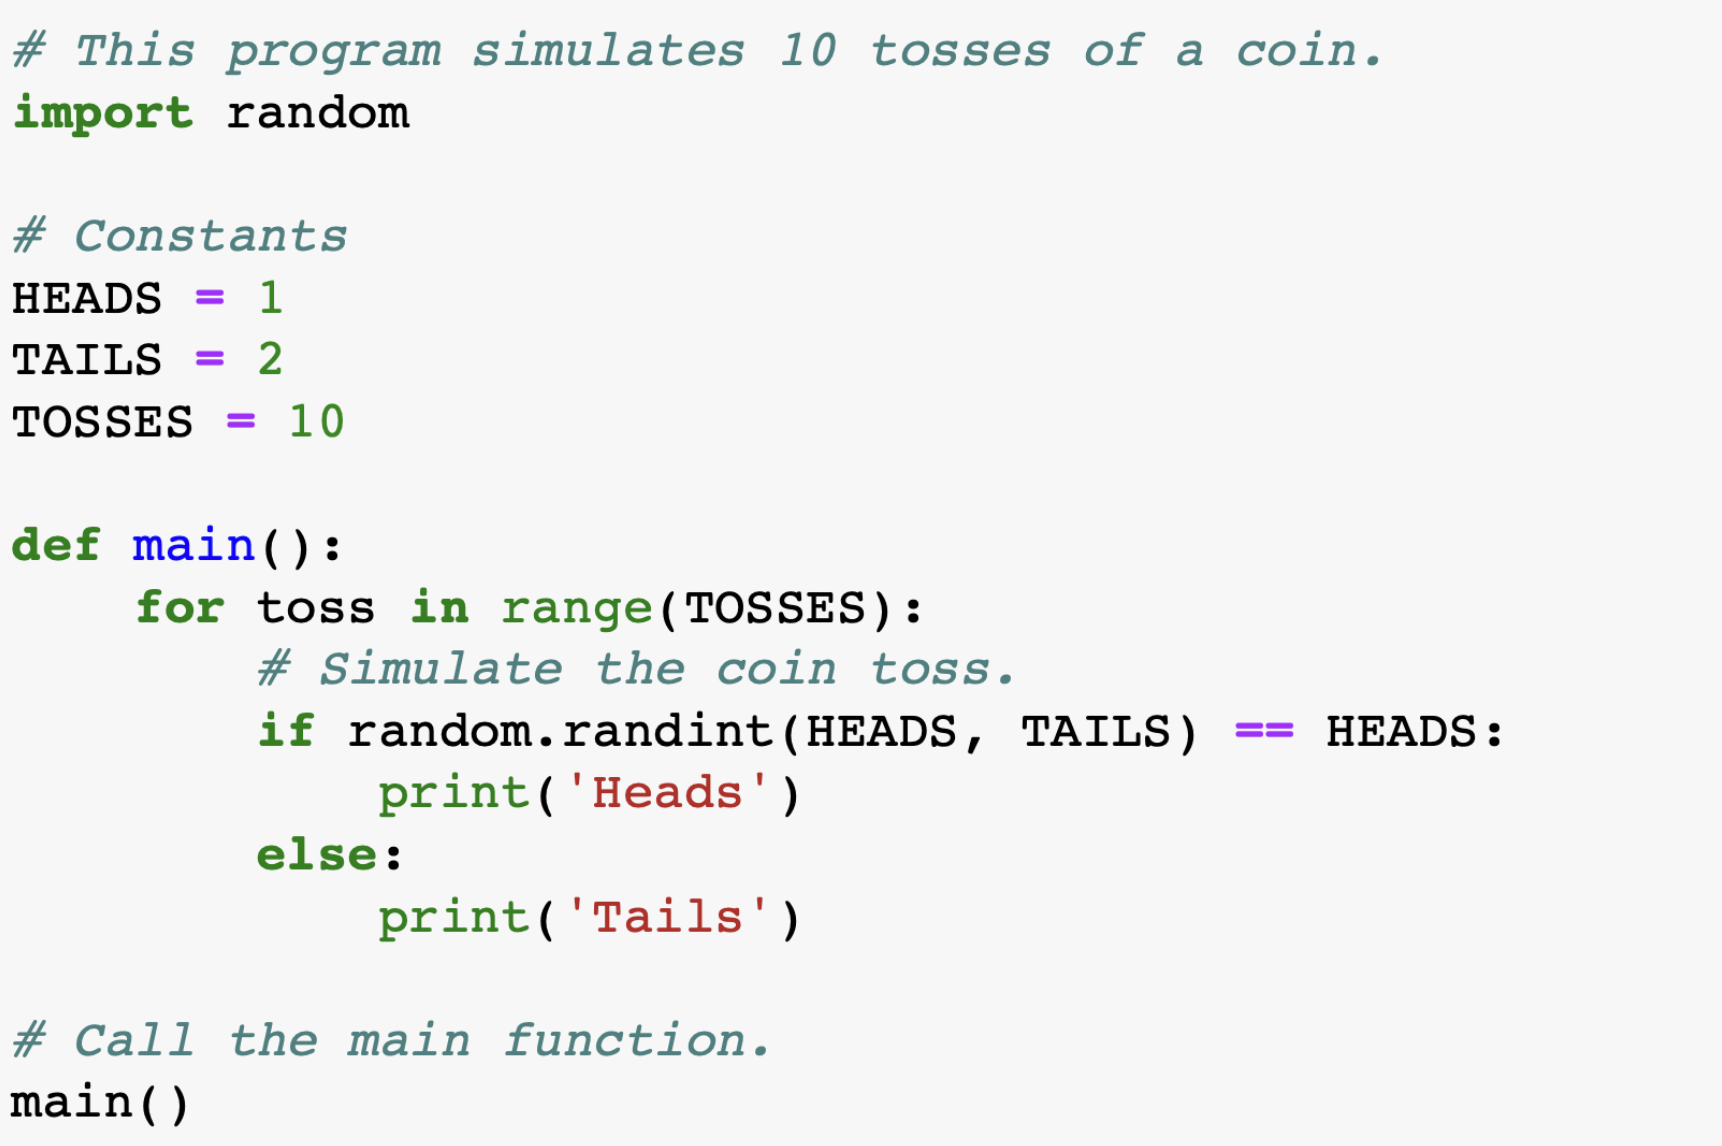 # This program simulates 10 tosses of a coin.
import random

# Constants
HEADS = 1
TAILS = 2
TOSSES = 10

def main():
    for toss in range(TOSSES):
        # Simulate the coin toss.
        if random.randint(HEADS, TAILS) == HEADS:
            print('Heads')
        else:
            print('Tails')

# Call the main function.
main()